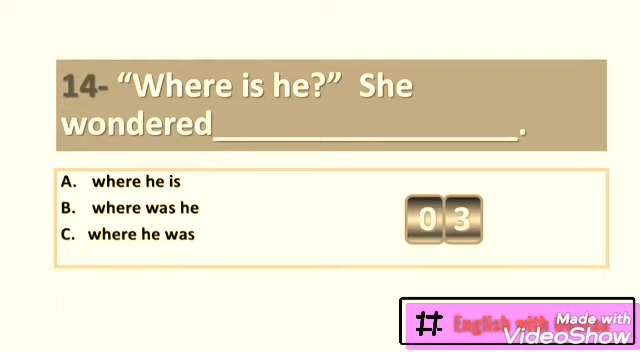 14- “Where is he?” She
wondered__________________.
A. where he is
B. where was he
C. where he was
0 3
# English with
Made with
VideoShow